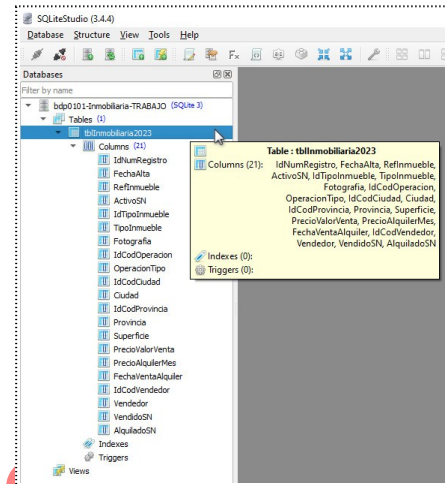 SQLiteStudio (3.4.4)
Database Structure View Tools Help
Databases
Filter by name
bdp0101-Inmobiliaria-TRABAJO (SQLite 3)
Tables (1)
tblInmobiliaria2023
Columns (21)
IdNumRegistro
FechaAlta
RefInmueble
ActivoSN
IdTipoInmueble
TipoInmueble
Fotografia
IdCodOperacion
OperacionTipo
IdCodCiudad
Ciudad
IdCodProvincia
Provincia
Superficie
PrecioValorVenta
PrecioAlquilerMes
FechaVentaAlquiler
IdCodVendedor
Vendedor
VendidoSN
AlquiladoSN
Indexes
Triggers
Views
Table : tblInmobiliaria2023
Columns (21): IdNumRegistro, FechaAlta, RefInmueble,
ActivoSN, IdTipoInmueble, TipoInmueble,
Fotografia, IdCodOperacion,
OperacionTipo, IdCodCiudad, Ciudad,
IdCodProvincia, Provincia, Superficie,
PrecioValorVenta, PrecioAlquilerMes,
FechaVentaAlquiler, IdCodVendedor,
Vendedor, VendidoSN, AlquiladoSN
Indexes (0):
Triggers (0):